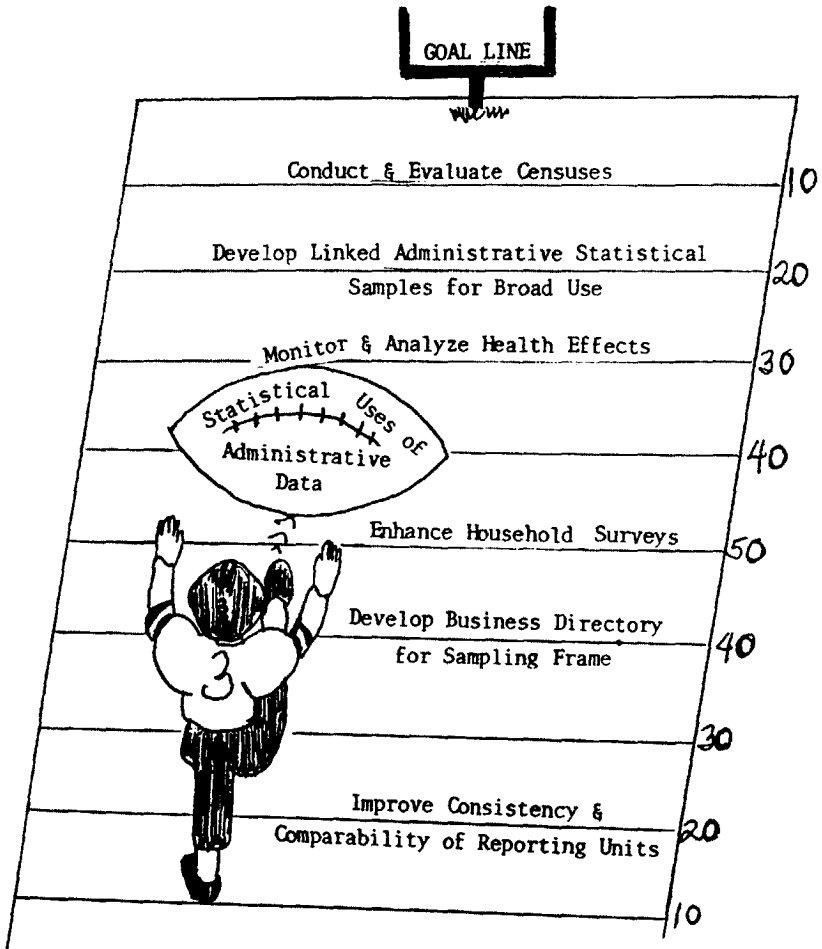 GOAL LINE
Conduct & Evaluate Censuses
10
Develop Linked Administrative Statistical
20
Samples for Broad Use
Monitor & Analyze Health Effects
30
Statistical Uses of
Administrative
Data
40
Enhance Household Surveys
50
Develop Business Directory
40
for Sampling Frame
3
30
Improve Consistency &
20
Comparability of Reporting Units
10